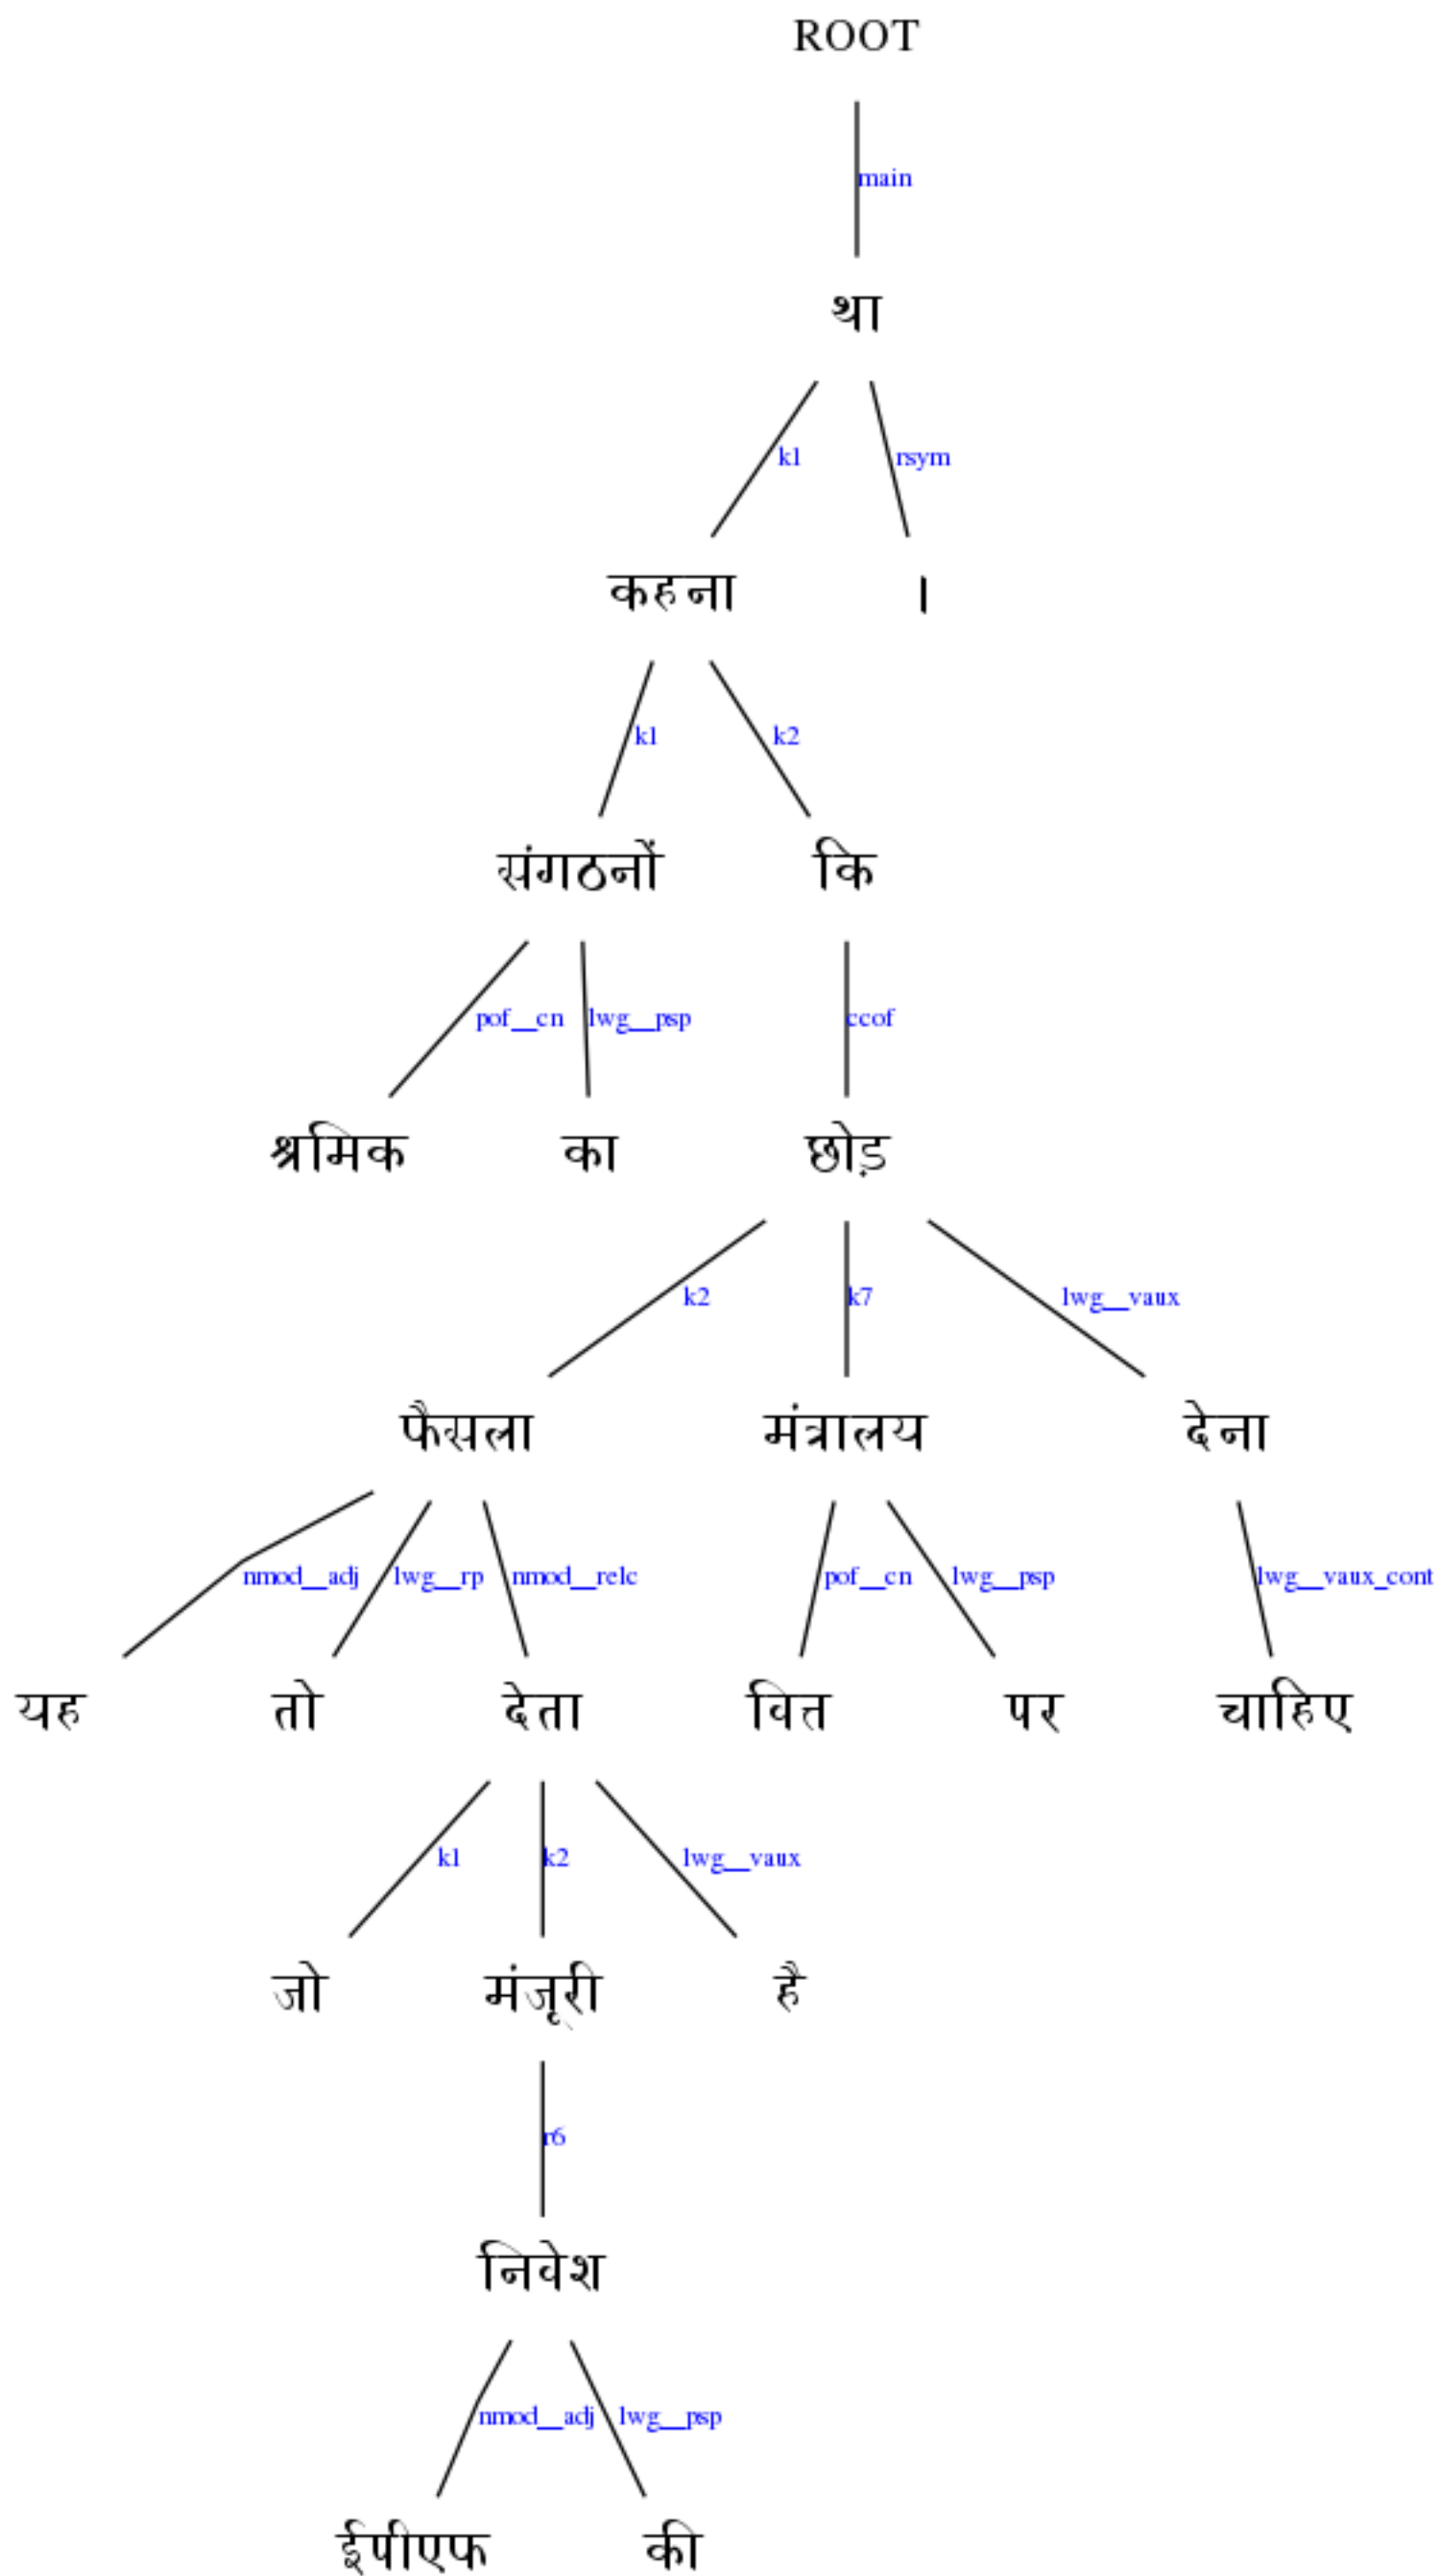 ROOT
main
था
k1 rsym
कहना ।
k1 k2
संगठनों कि
pof__cn lwg__psp ccof
श्रमिक का छोड़
k2 k7 lwg__vaux
फैसला मंत्रालय देना
nmod__adj lwg__rp nmod__relc pof__cn lwg__psp lwg__vaux_cont
यह तो देता वित्त पर चाहिए
k1 k2 lwg__vaux
जो मंजूरी है
r6
निवेश
nmod__adj lwg__psp
ईपीएफ की